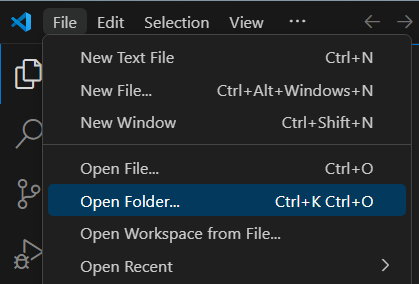 File Edit Selection View ...
New Text File Ctrl+N
New File... Ctrl+Alt+Windows+N
New Window Ctrl+Shift+N
Open File... Ctrl+O
Open Folder... Ctrl+K Ctrl+O
Open Workspace from File...
Open Recent